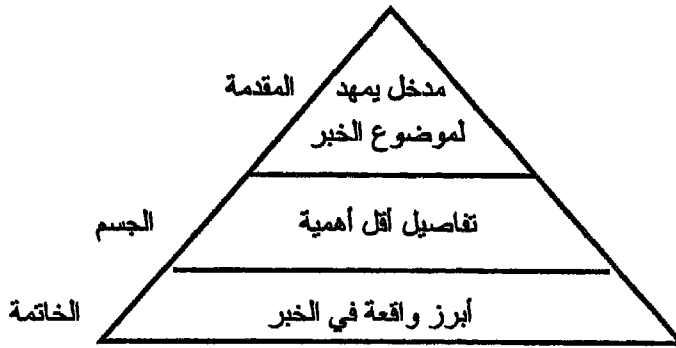 المقدمة
مدخل يمهد
لموضوع الخبر
الجسم
تفاصيل أقل أهمية
الخاتمة
أبرز واقعة في الخبر